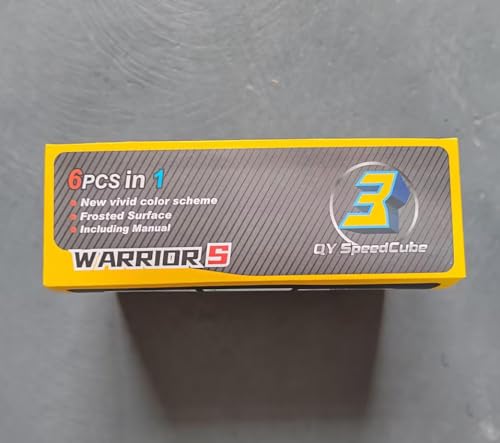 6PCS in 1
New vivid color scheme
Frosted Surface
Including Manual
WARRIOR S
3
QY SpeedCube